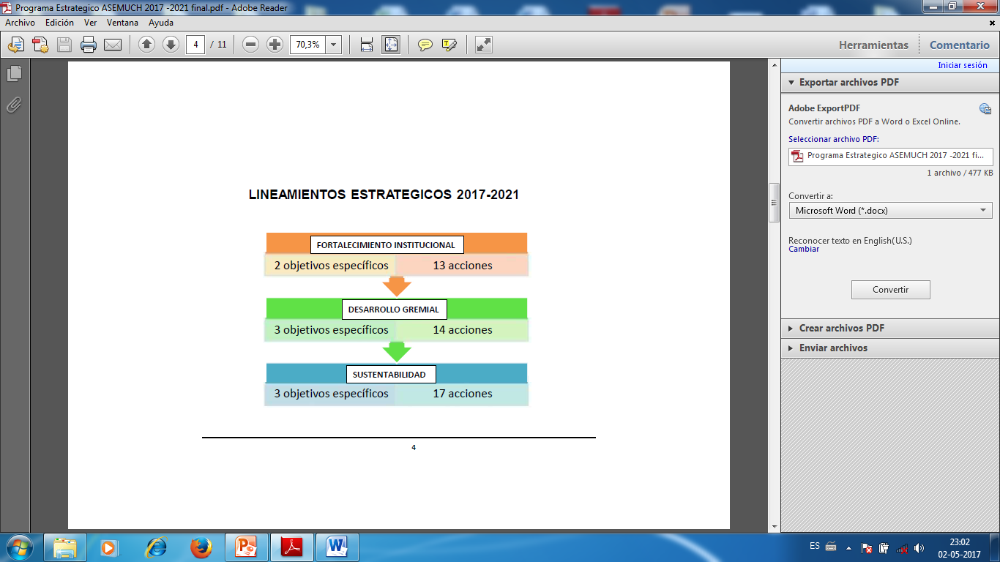 Programa Estrategico ASEMUCH 2017 -2021 final.pdf - Adobe Reader
Archivo Edición Ver Ventana Ayuda
4 / 11 70,3% Herramientas Comentario
Iniciar sesión
Exportar archivos PDF
Adobe ExportPDF
Convertir archivos PDF a Word o Excel Online.
Seleccionar archivo PDF:
Programa Estrategico ASEMUCH 2017 -2021 fi...
1 archivo / 477 KB
Convertir a:
Microsoft Word (*.docx)
Reconocer texto en English(U.S.)
Cambiar
Convertir
Crear archivos PDF
Enviar archivos
LINEAMIENTOS ESTRATEGICOS 2017-2021
FORTALECIMIENTO INSTITUCIONAL
2 objetivos específicos 13 acciones
DESARROLLO GREMIAL
3 objetivos específicos 14 acciones
SUSTENTABILIDAD
3 objetivos específicos 17 acciones
4
ES 23:02
02-05-2017